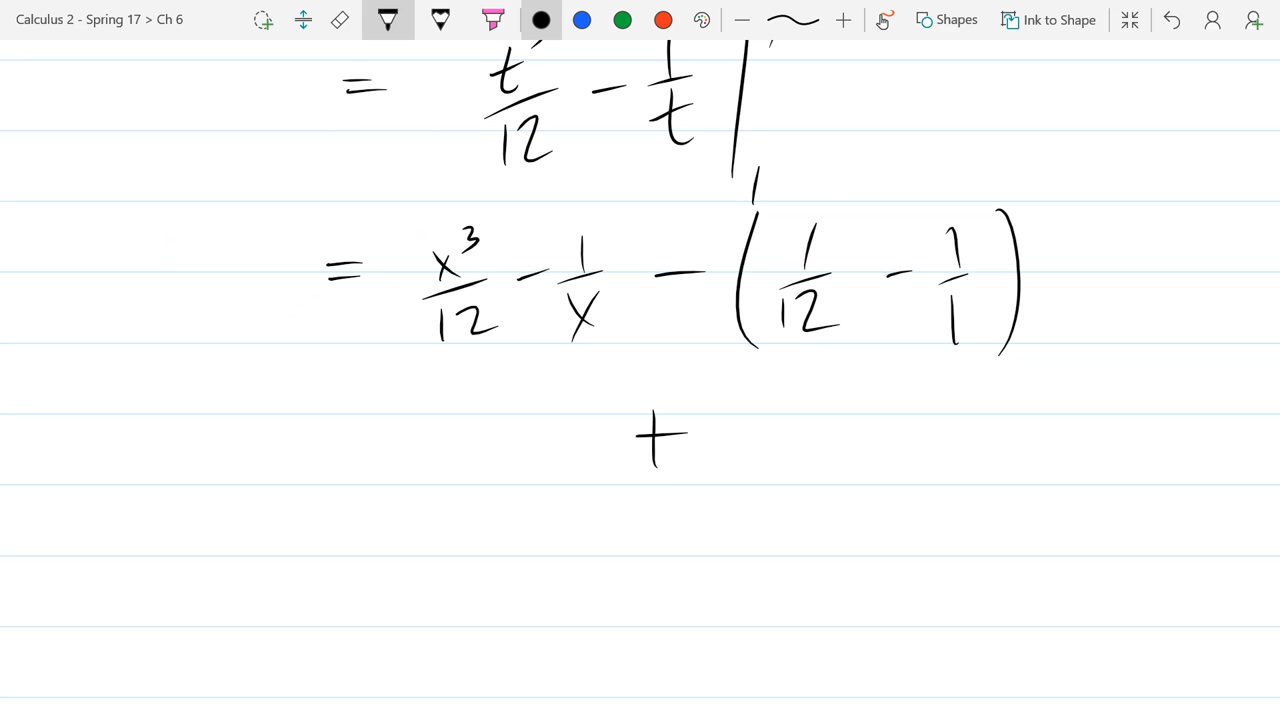 Calculus 2 - Spring 17 > Ch 6 Shapes Ink to Shape
= t/12 - 1/t |
1
= x³/12 - 1/x - (1/12 - 1/1)
+